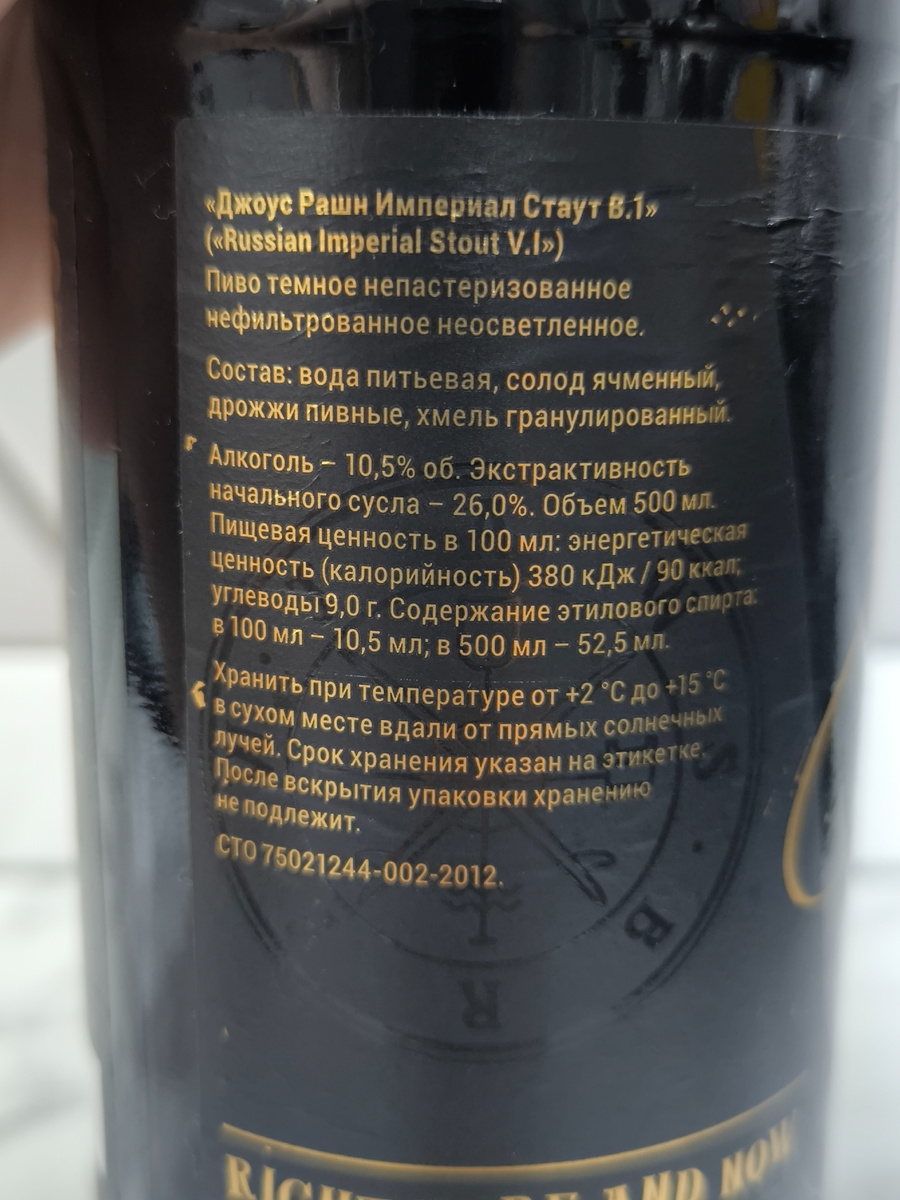 «Джоус Рашн Империал Стаут В.1»
(«Russian Imperial Stout V.I»)
Пиво темное непастеризованное
нефильтрованное неосветленное.
Состав: вода питьевая, солод ячменный,
дрожжи пивные, хмель гранулированный.
Алкоголь – 10,5% об. Экстрактивность
начального сусла – 26,0%. Объем 500 мл.
Пищевая ценность в 100 мл: энергетическая
ценность (калорийность) 380 кДж / 90 ккал;
углеводы 9,0 г. Содержание этилового спирта:
в 100 мл – 10,5 мл; в 500 мл – 52,5 мл.
Хранить при температуре от +2 °C до +15 °C
в сухом месте вдали от прямых солнечных
лучей. Срок хранения указан на этикетке.
После вскрытия упаковки хранению
не подлежит.
СТО 75021244-002-2012.
AND NOW